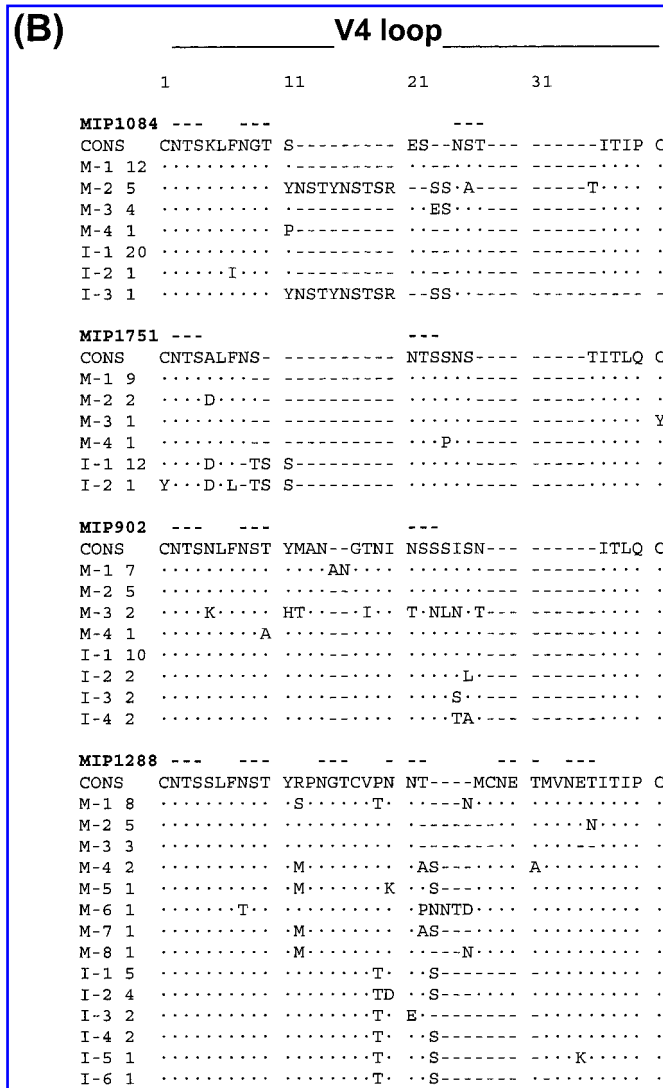 (B) V4 loop
1 11 21 31
MIP1084 --- --- ---
CONS CNTSKLFNGT S--------- ES--NST--- ------ITIP C
M-1 12 ·········· ·--------- ··--···--- ------···· ·
M-2 5 ·········· YNSTYNSTSR --SS·A·--- -----T···· ·
M-3 4 ·········· ·--------- ··ES···--- ------···· ·
M-4 1 ·········· P--------- ··--···--- ------···· ·
I-1 20 ·········· ·--------- ··--···--- ------···· ·
I-2 1 ······I··· ·--------- ··--···--- ------···· ·
I-3 1 ·········· YNSTYNSTSR --SS···--- ---------- -
MIP1751 --- ---
CONS CNTSALFNS- ---------- NTSSNS---- -----TITLQ C
M-1 9 ·········- ---------- ······---- -----····· ·
M-2 2 ····D····- ---------- ······---- -----····· ·
M-3 1 ·········- ---------- ······---- -----····· Y
M-4 1 ·········- ---------- ···P··---- -----····· ·
I-1 12 ····D··-TS S--------- ······---- -----····· ·
I-2 1 Y···D·L-TS S--------- ······---- -----····· ·
MIP902 --- --- ---
CONS CNTSNLFNST YMAN--GTNI NSSSISN--- ------ITLQ C
M-1 7 ·········· ····AN···· ·······--- ------···· ·
M-2 5 ·········· ····--···· ·······--- ------···· ·
M-3 2 ····K····· HT··--·I·· T·NLN·T--- ------···· ·
M-4 1 ········A· ····--···· ·······--- ------···· ·
I-1 10 ·········· ····--···· ·······--- ------···· ·
I-2 2 ·········· ····--···· ·····L·--- ------···· ·
I-3 2 ·········· ····--···· ····S··--- ------···· ·
I-4 2 ·········· ····--···· ····TA·--- ------···· ·
MIP1288 --- --- --- - -- -- - ---
CONS CNTSSLFNST YRPNGTCVPN NT----MCNE TMVNETITIP C
M-1 8 ·········· ·S······T· ··---N···· ·········· ·
M-2 5 ·········· ·········· ·-------·· ·····N···· ·
M-3 3 ·········· ·········· ·-------·· ····--···· ·
M-4 2 ·········· ·M········ ·AS---···· A········· ·
M-5 1 ·········· ·M·······K ··S---···· ·········· ·
M-6 1 ·······T·· ·········· ·PNNTD···· ·········· ·
M-7 1 ·········· ·M········ ·AS---···· ·········· ·
M-8 1 ·········· ·M········ ··---N···· ·········· ·
I-1 5 ·········· ········T· ··S-----·· ·········· ·
I-2 4 ·········· ········TD ··S-----·· ·········· ·
I-3 2 ·········· ········T· E·----···· ·········· ·
I-4 2 ·········· ········T· ··S-----·· ·········· ·
I-5 1 ·········· ········T· ··S-----·· ····K····· ·
I-6 1 ·········· ········T· ··S-----·· ·········· ·